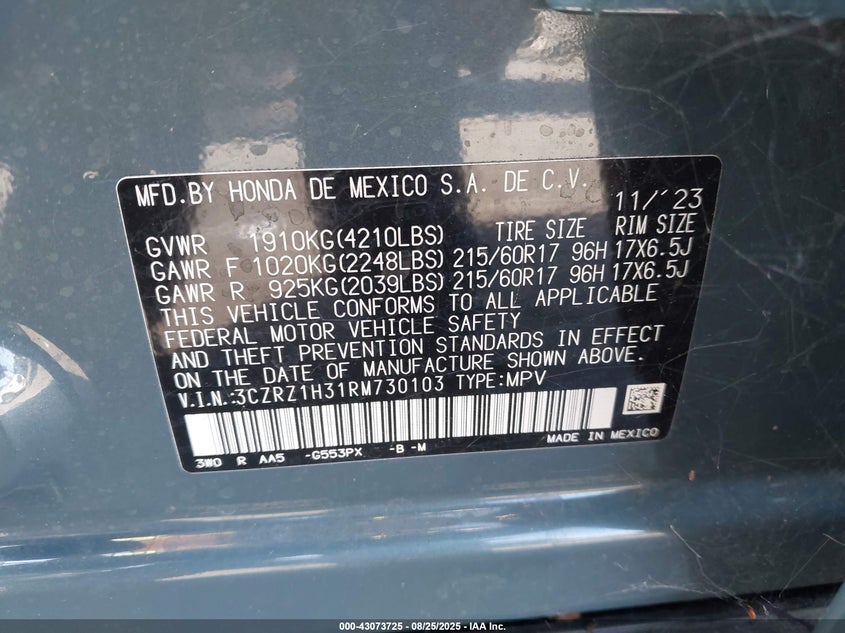 MFD.BY HONDA DE MEXICO S.A. DE C.V. 11/'23
GVWR 1910KG(4210LBS) TIRE SIZE RIM SIZE
GAWR F 1020KG(2248LBS) 215/60R17 96H 17X6.5J
GAWR R 925KG(2039LBS) 215/60R17 96H 17X6.5J
THIS VEHICLE CONFORMS TO ALL APPLICABLE
FEDERAL MOTOR VEHICLE SAFETY
AND THEFT PREVENTION STANDARDS IN EFFECT
ON THE DATE OF MANUFACTURE SHOWN ABOVE.
V.I.N.:3CZRZ1H31RM730103 TYPE:MPV
3W0 R AA5 -G553PX -B -M MADE IN MEXICO
000-43073725 - 08/25/2025 - IAA Inc.